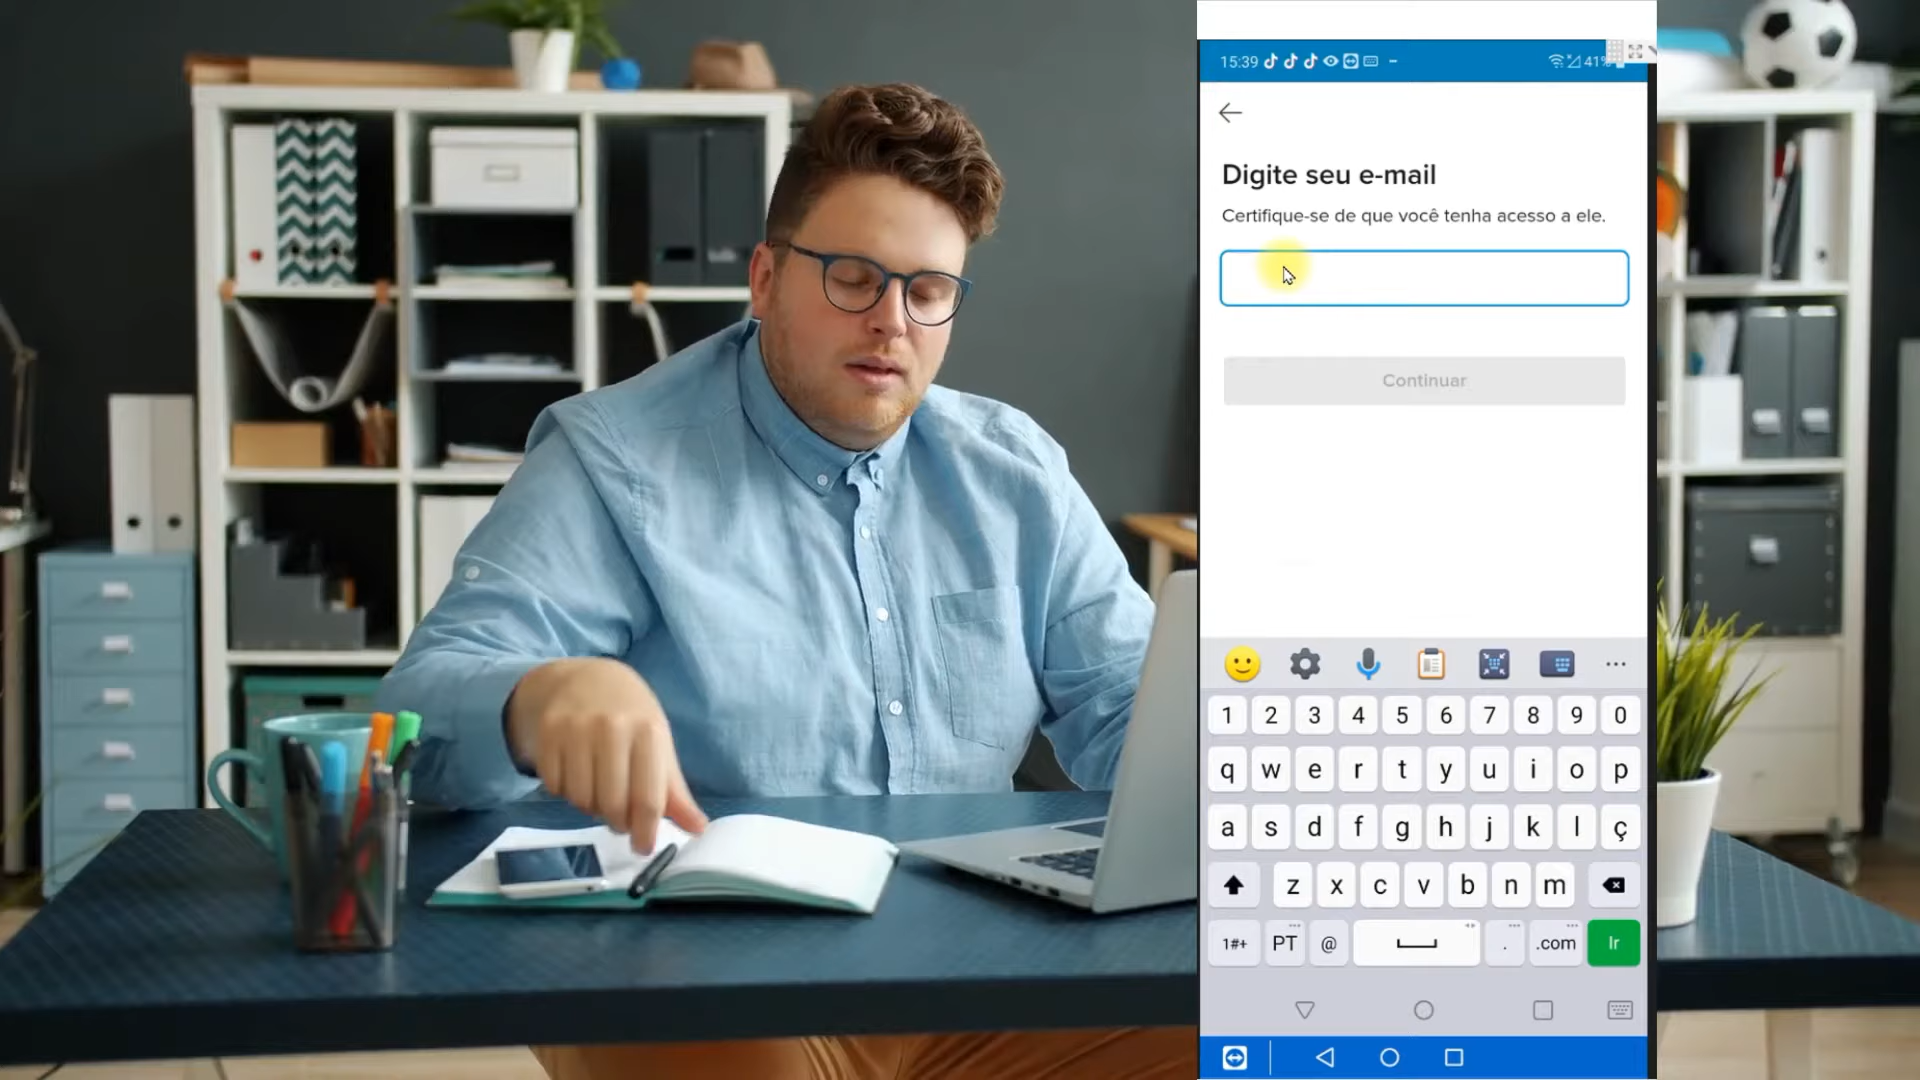 15:39
41%
Digite seu e-mail
Certifique-se de que você tenha acesso a ele.
Continuar
1 2 3 4 5 6 7 8 9 0
q w e r t y u i o p
a s d f g h j k l ç
z x c v b n m
1#+ PT @ . .com Ir